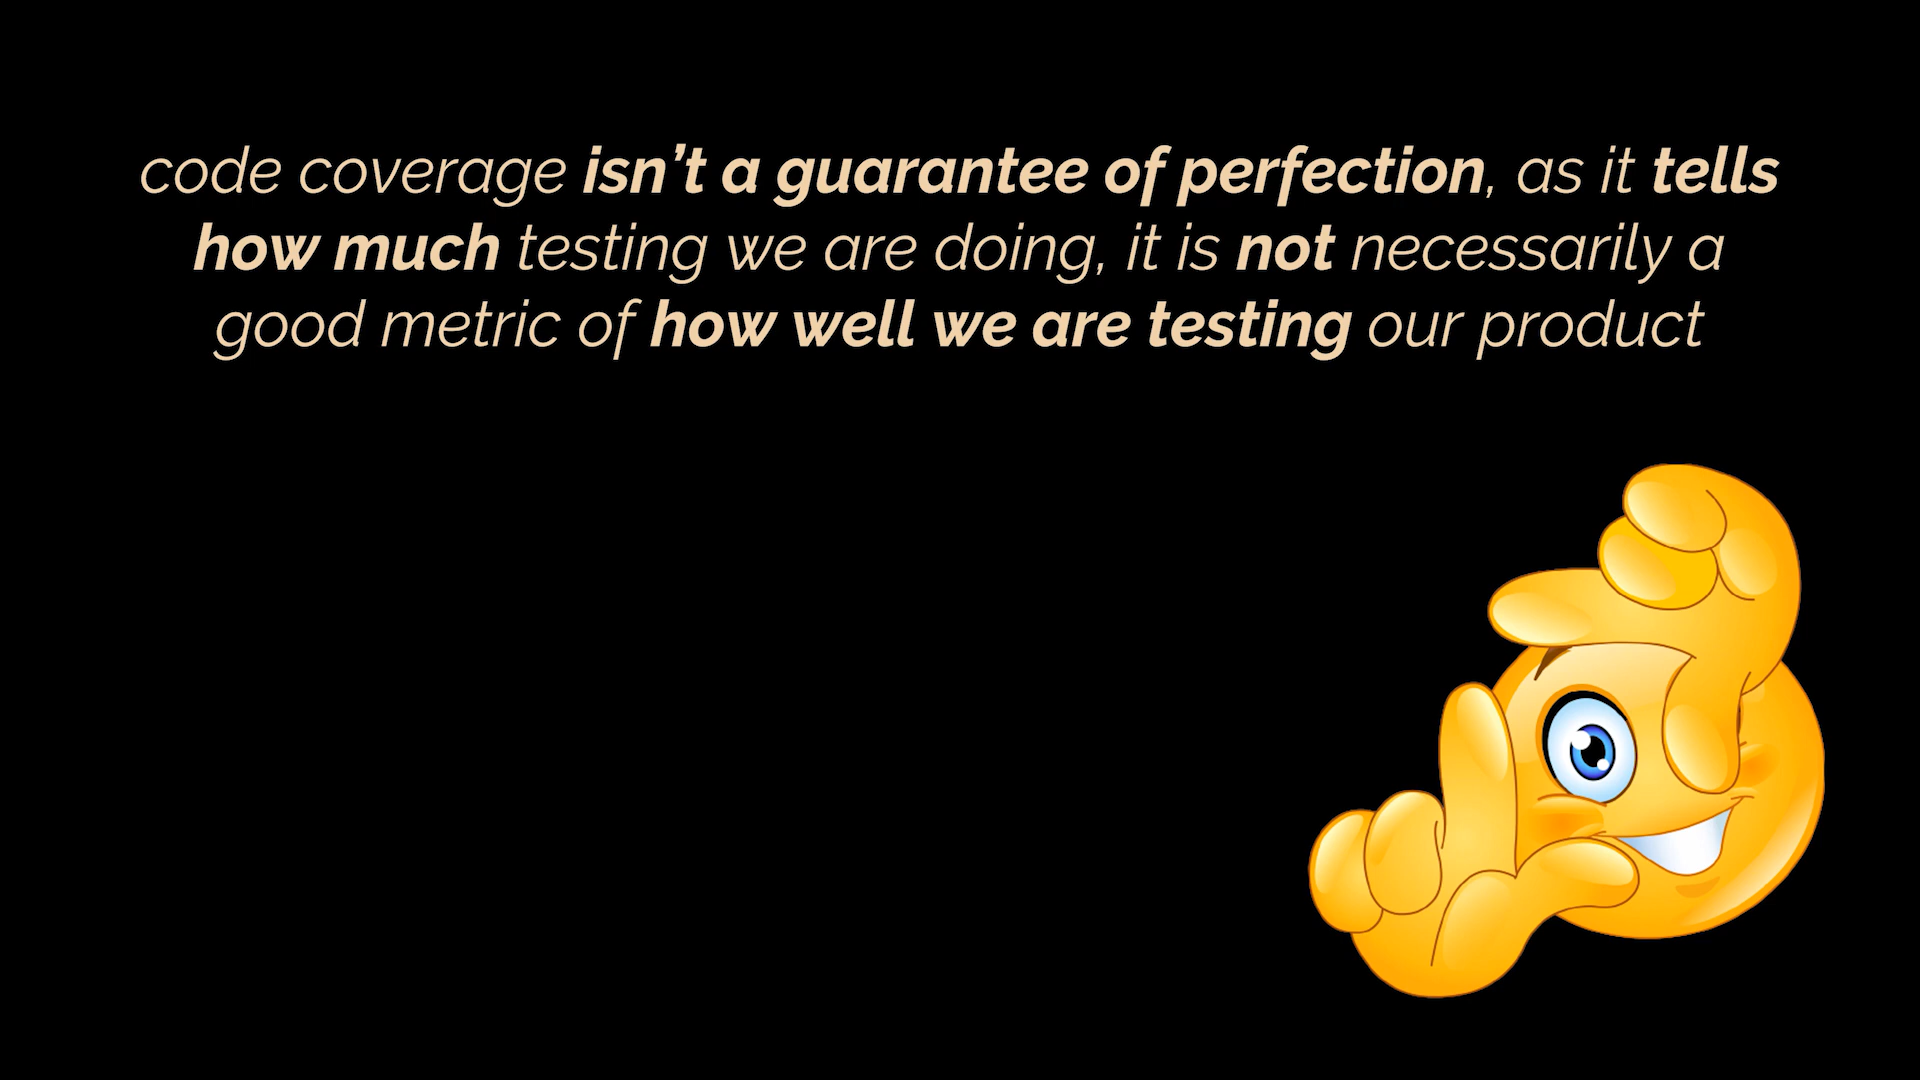 code coverage isn’t a guarantee of perfection, as it tells
how much testing we are doing, it is not necessarily a
good metric of how well we are testing our product